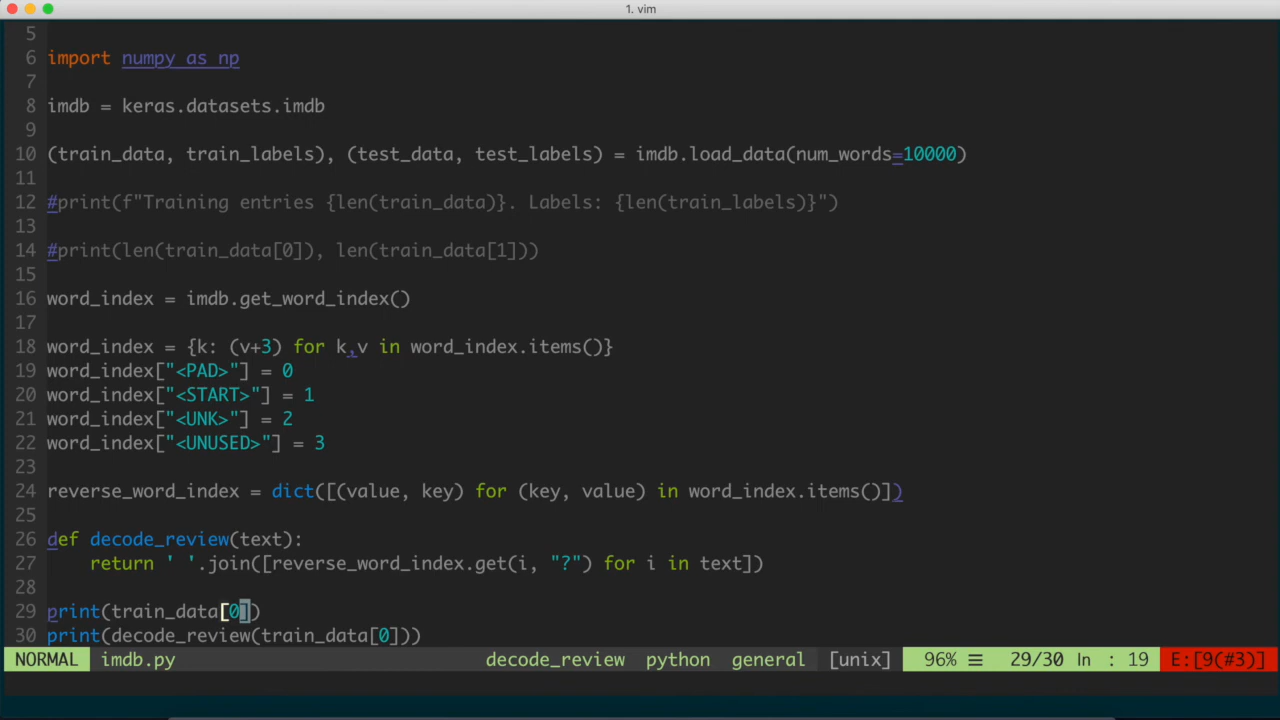 1. vim
5
6 import numpy as np
7
8 imdb = keras.datasets.imdb
9
10 (train_data, train_labels), (test_data, test_labels) = imdb.load_data(num_words=10000)
11
12 #print(f"Training entries {len(train_data)}. Labels: {len(train_labels)}")
13
14 #print(len(train_data[0]), len(train_data[1]))
15
16 word_index = imdb.get_word_index()
17
18 word_index = {k: (v+3) for k,v in word_index.items()}
19 word_index["<PAD>"] = 0
20 word_index["<START>"] = 1
21 word_index["<UNK>"] = 2
22 word_index["<UNUSED>"] = 3
23
24 reverse_word_index = dict([(value, key) for (key, value) in word_index.items()])
25
26 def decode_review(text):
27     return ' '.join([reverse_word_index.get(i, "?") for i in text])
28
29 print(train_data[0])
30 print(decode_review(train_data[0]))
NORMAL imdb.py decode_review python general [unix] 96% ☰ 29/30 ln : 19 E:[9(#3)]